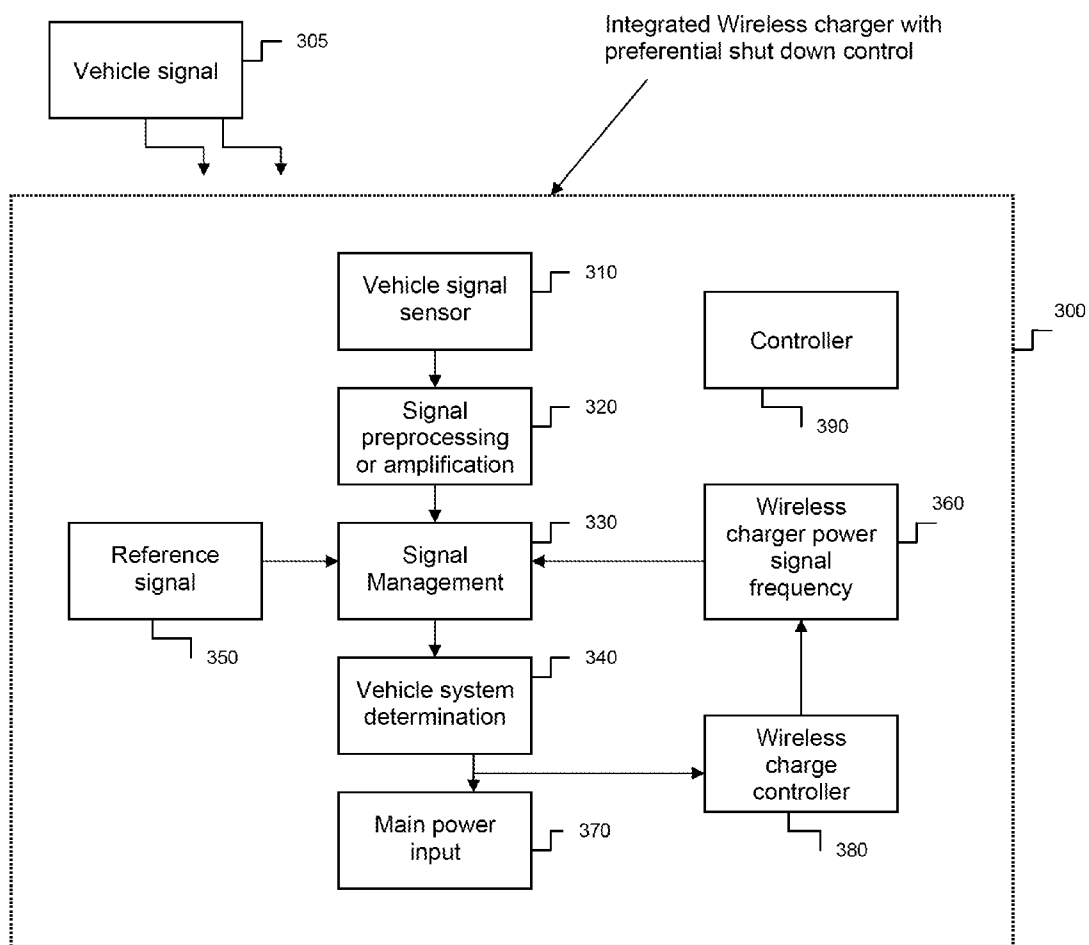 Integrated Wireless charger with
preferential shut down control
Vehicle signal
305
Vehicle signal
sensor
310
300
Controller
390
Signal
preprocessing
or amplification
320
Reference
signal
350
Signal
Management
330
Wireless
charger power
signal
frequency
360
Vehicle system
determination
340
Wireless
charge
controller
380
Main power
input
370